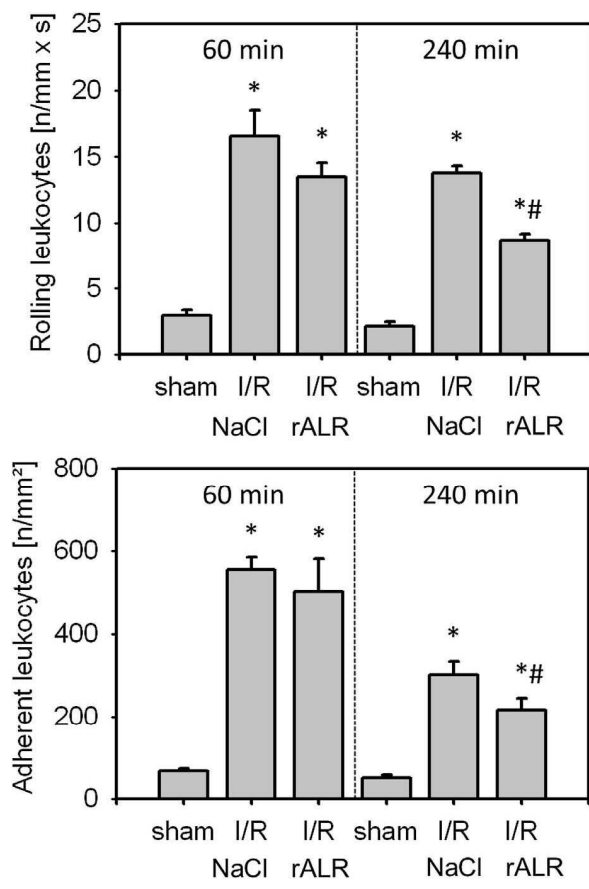 Rolling leukocytes [n/mm x s]
25
20
15
10
5
0
60 min
240 min
*
*
*
*#
sham I/R I/R sham I/R I/R
NaCl rALR NaCl rALR
Adherent leukocytes [n/mm²]
800
600
400
200
0
60 min
240 min
*
*
*
*#
sham I/R I/R sham I/R I/R
NaCl rALR NaCl rALR